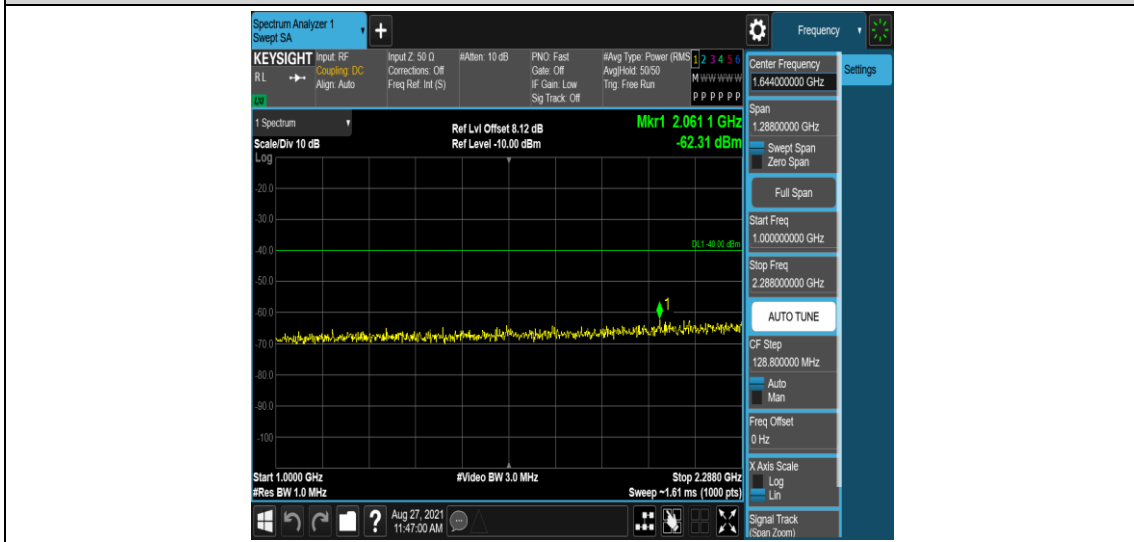 Spectrum Analyzer 1
Swept SA
+
Frequency
KEYSIGHT
RL
LXI
Input: RF
Coupling: DC
Align: Auto
Input Z: 50 Ω
Corrections: Off
Freq Ref: Int (S)
#Atten: 10 dB
PNO: Fast
Gate: Off
IF Gain: Low
Sig Track: Off
#Avg Type: Power (RMS
Avg|Hold: 50/50
Trig: Free Run
1 2 3 4 5 6
M W W W W W
P P P P P P
1 Spectrum
Scale/Div 10 dB
Log
Ref Lvl Offset 8.12 dB
Ref Level -10.00 dBm
Mkr1 2.061 1 GHz
-62.31 dBm
-20.0
-30.0
-40.0
DL1 -40.00 dBm
-50.0
-60.0
1
-70.0
-80.0
-90.0
-100
Start 1.0000 GHz
#Res BW 1.0 MHz
#Video BW 3.0 MHz
Stop 2.2880 GHz
Sweep ~1.61 ms (1000 pts)
?
Aug 27, 2021
11:47:00 AM
Center Frequency
1.644000000 GHz
Settings
Span
1.28800000 GHz
Swept Span
Zero Span
Full Span
Start Freq
1.000000000 GHz
Stop Freq
2.288000000 GHz
AUTO TUNE
CF Step
128.800000 MHz
Auto
Man
Freq Offset
0 Hz
X Axis Scale
Log
Lin
Signal Track
(Span Zoom)